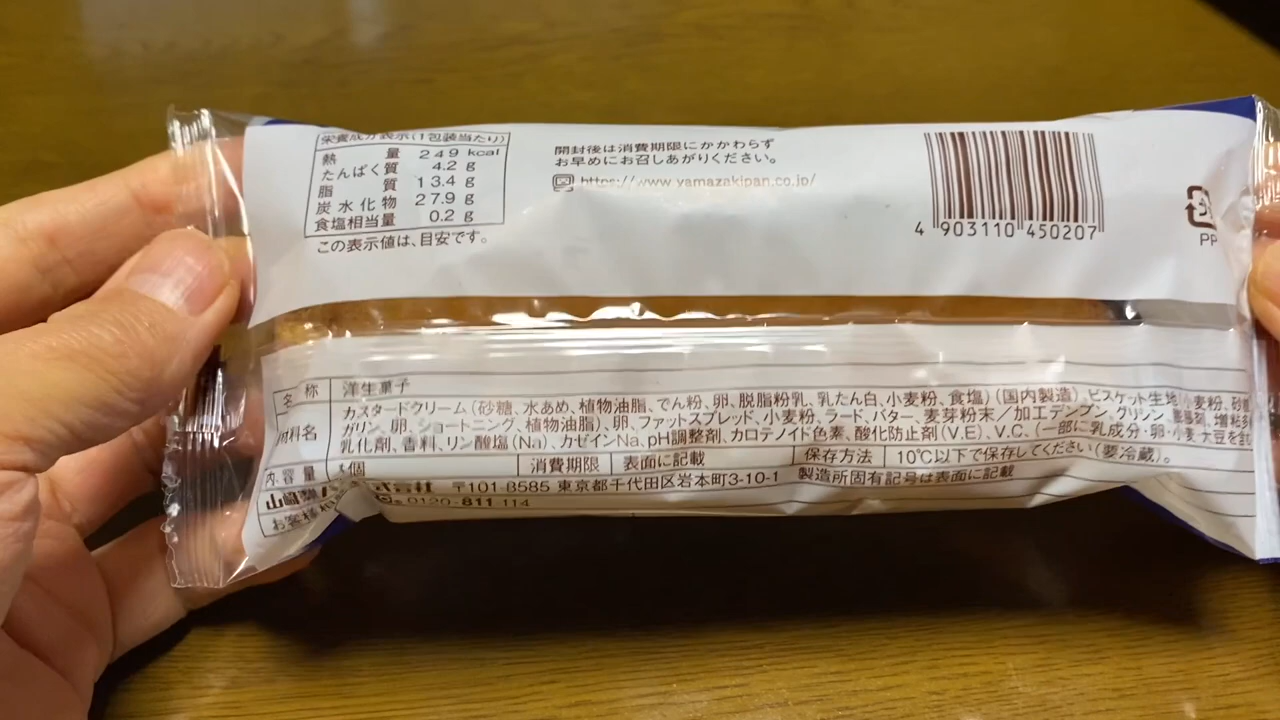 栄養成分表示(1包装当たり)
熱量 249 kcal
たんぱく質 4.2 g
脂質 13.4 g
炭水化物 27.9 g
食塩相当量 0.2 g
この表示値は、目安です。
開封後は消費期限にかかわらず
お早めにお召しあがりください。
https://www.yamazakipan.co.jp/
4 903110 450207
PP
名称 洋生菓子
材料名 カスタードクリーム(砂糖、水あめ、植物油脂、でん粉、卵、脱脂粉乳、乳たん白、小麦粉、食塩)(国内製造)、ビスケット生地(小麦粉、砂糖
ガリン、卵、ショートニング、植物油脂)、卵、ファットスプレッド、小麦粉、ラード、バター、麦芽粉末/加工デンプン、グリシン、膨張剤、増粘多
乳化剤、香料、リン酸塩(Na)、カゼインNa、pH調整剤、カロテノイド色素、酸化防止剤(V.E)、V.C、(一部に乳成分・卵・小麦・大豆を含む
内容量 個 消費期限 表面に記載 保存方法 10℃以下で保存してください(要冷蔵)。
〒101-8585 東京都千代田区岩本町3-10-1 製造所固有記号は表面に記載
お客様 0120-811-114